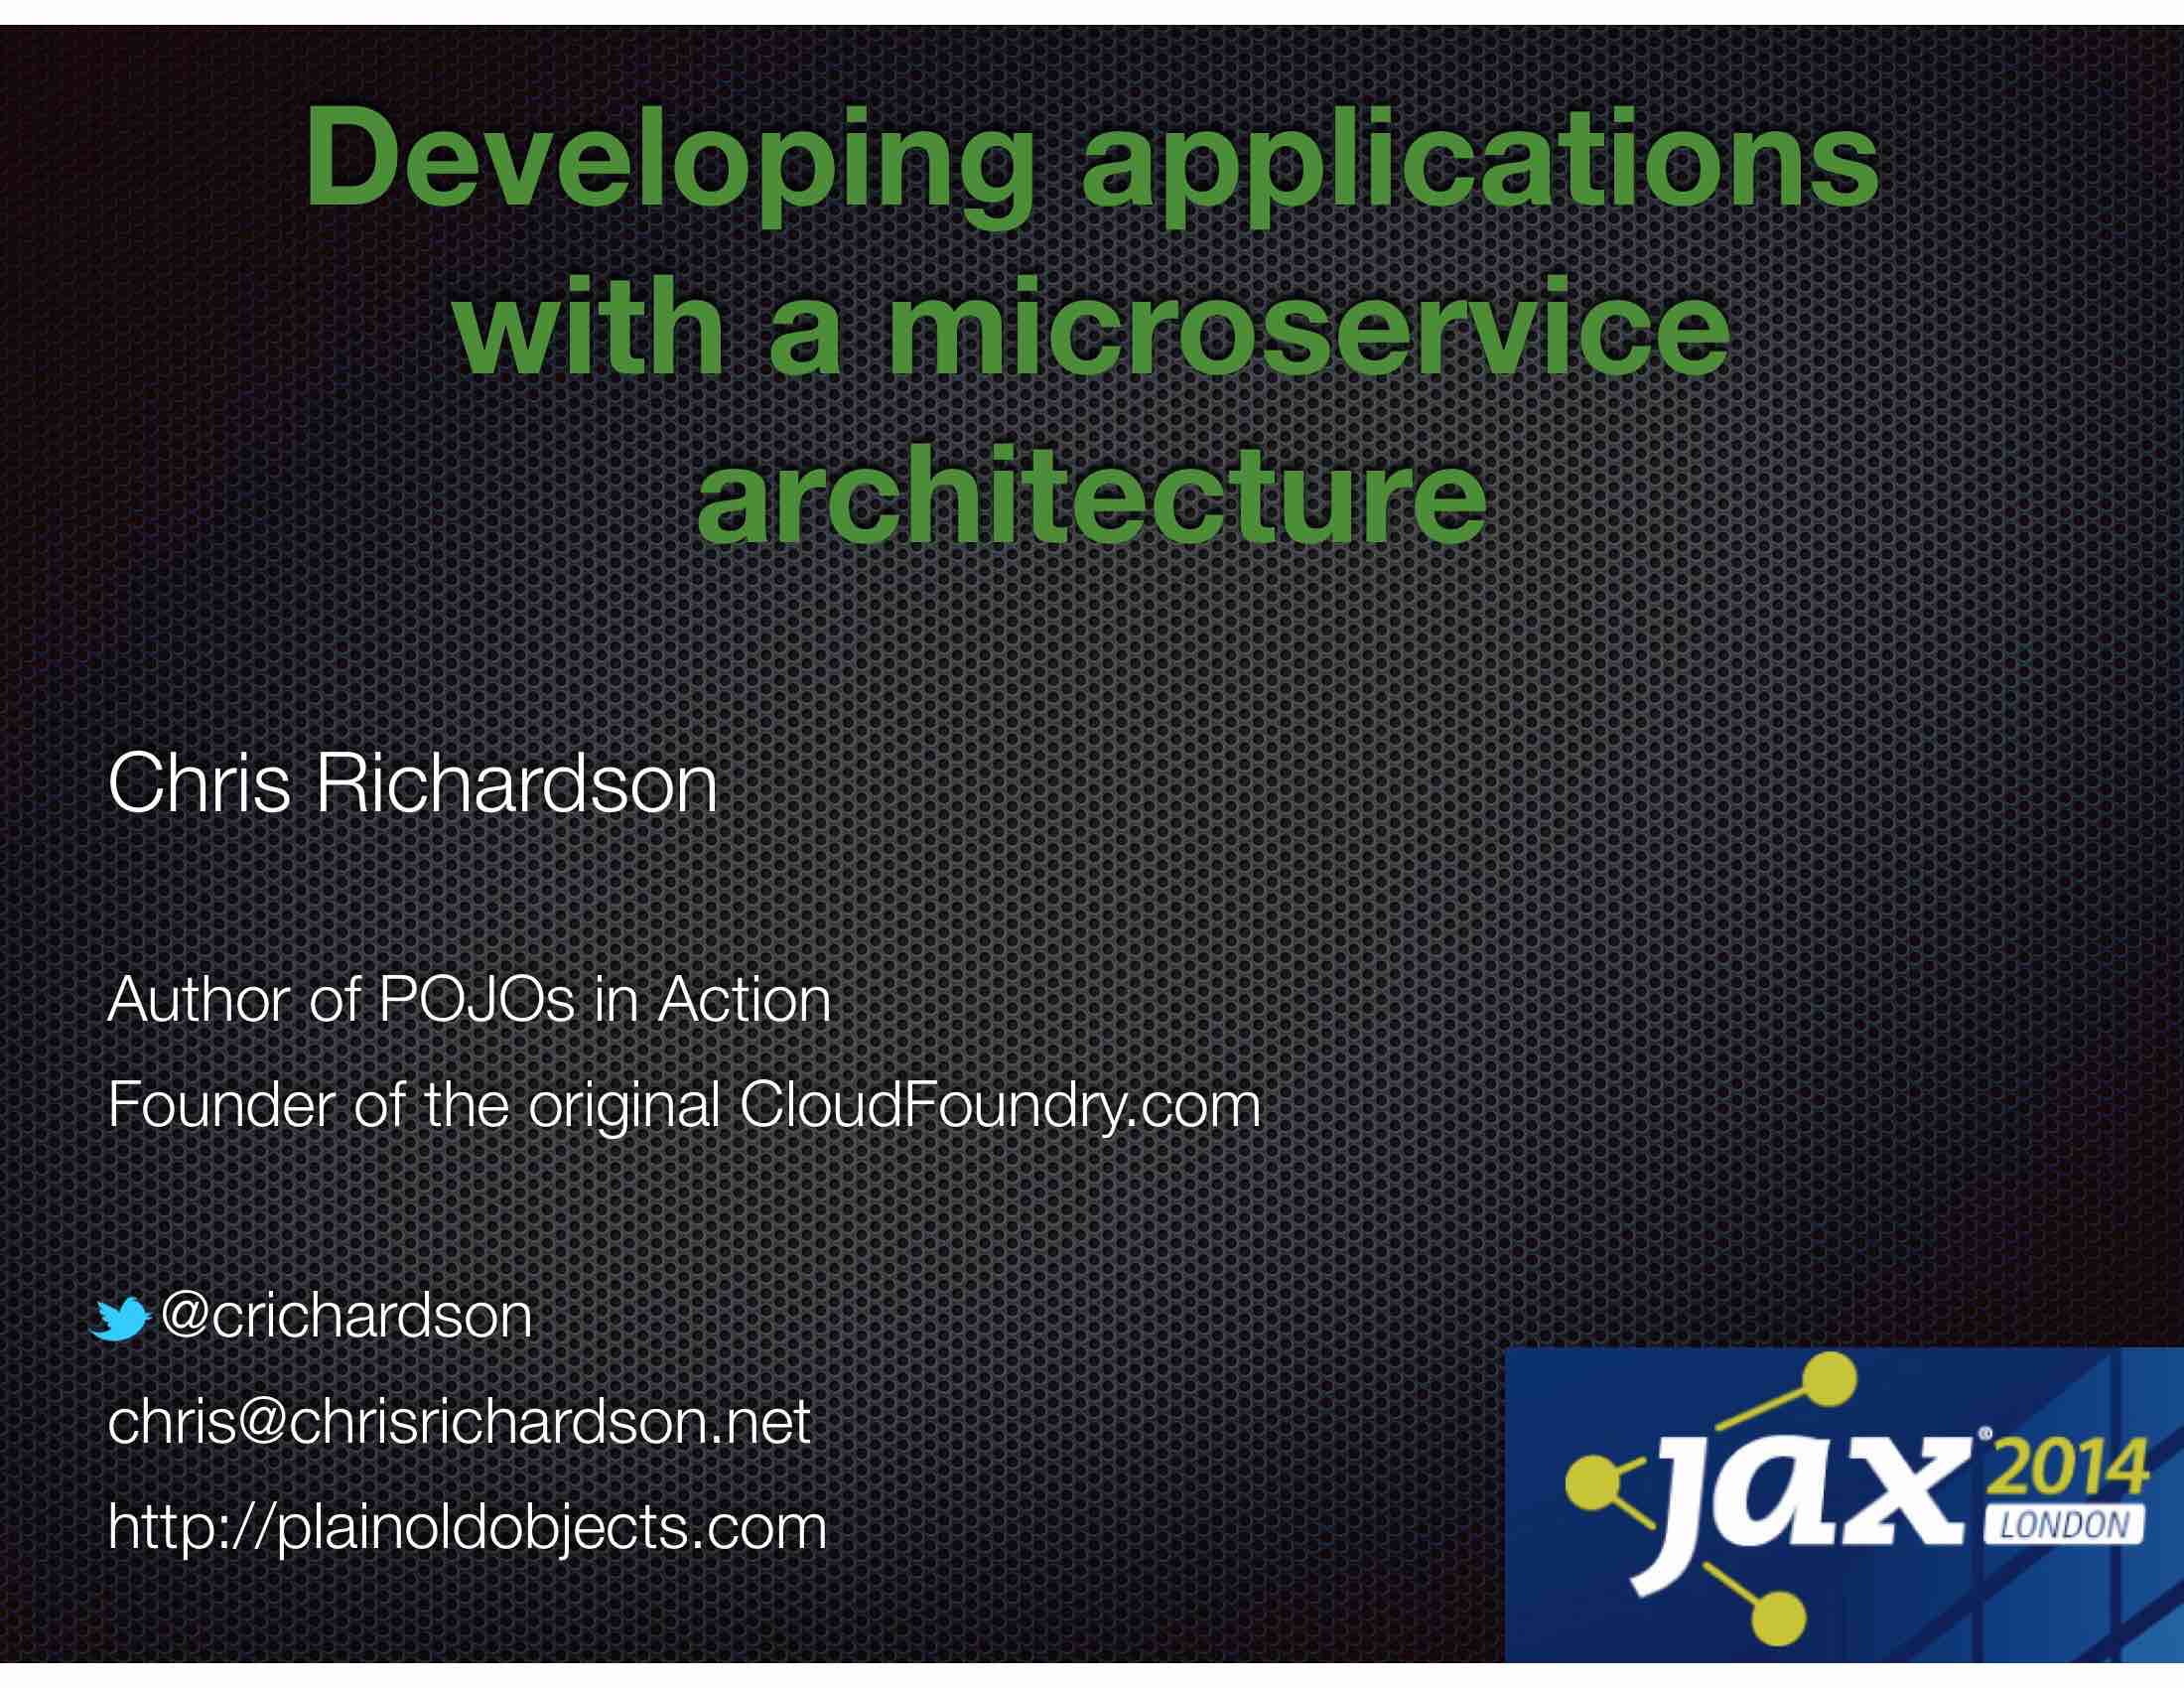 Developing applications
with a microservice
architecture
Chris Richardson
Author of POJOs in Action
Founder of the original CloudFoundry.com
@crichardson
chris@chrisrichardson.net
http://plainoldobjects.com
jax® 2014
LONDON